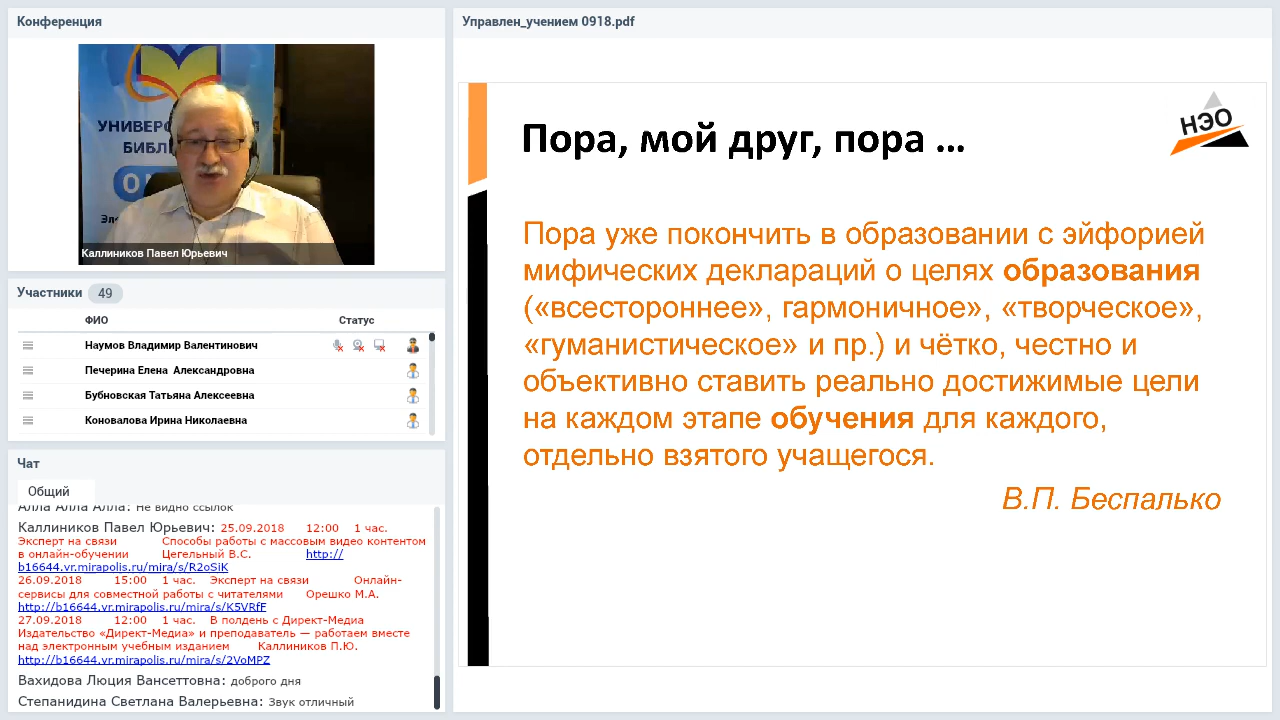 Конференция
УНИВЕР
БИБЛ
Каллиников Павел Юрьевич
Участники 49
ФИО Статус
Наумов Владимир Валентинович
Печерина Елена Александровна
Бубновская Татьяна Алексеевна
Коновалова Ирина Николаевна
Чат
Общий
Алла Алла Алла: Не видно ссылок
Каллиников Павел Юрьевич: 25.09.2018 12:00 1 час.
Эксперт на связи Способы работы с массовым видео контентом
в онлайн-обучении Цегельный В.С. http://
b16644.vr.mirapolis.ru/mira/s/R2oSiK
26.09.2018 15:00 1 час. Эксперт на связи Онлайн-
сервисы для совместной работы с читателями Орешко М.А.
http://b16644.vr.mirapolis.ru/mira/s/K5VRfF
27.09.2018 12:00 1 час. В полдень с Директ-Медиа
Издательство «Директ-Медиа» и преподаватель — работаем вместе
над электронным учебным изданием Каллиников П.Ю.
http://b16644.vr.mirapolis.ru/mira/s/2VoMPZ
Вахидова Люция Вансеттовна: доброго дня
Степанидина Светлана Валерьевна: Звук отличный
Управлен_учением 0918.pdf
НЭО
Пора, мой друг, пора ...
Пора уже покончить в образовании с эйфорией
мифических деклараций о целях образования
(«всестороннее», гармоничное», «творческое»,
«гуманистическое» и пр.) и чётко, честно и
объективно ставить реально достижимые цели
на каждом этапе обучения для каждого,
отдельно взятого учащегося.
В.П. Беспалько